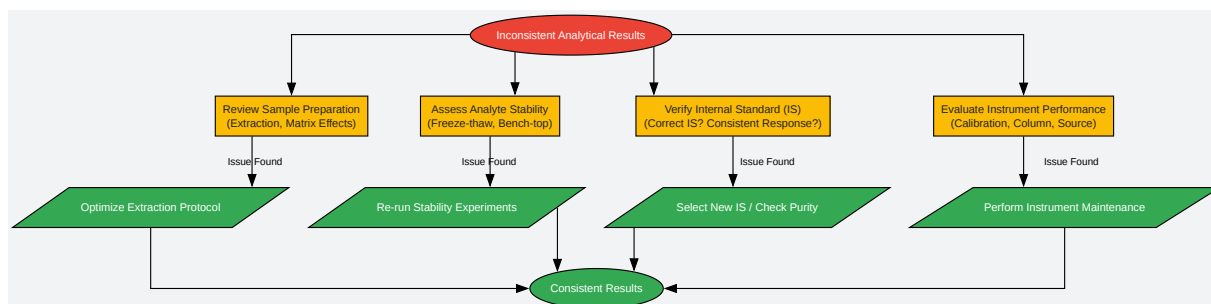 Inconsistent Analytical Results
Review Sample Preparation
(Extraction, Matrix Effects)
Assess Analyte Stability
(Freeze-thaw, Bench-top)
Verify Internal Standard (IS)
(Correct IS? Consistent Response?)
Evaluate Instrument Performance
(Calibration, Column, Source)
Issue Found
Issue Found
Issue Found
Issue Found
Optimize Extraction Protocol
Re-run Stability Experiments
Select New IS / Check Purity
Perform Instrument Maintenance
Consistent Results